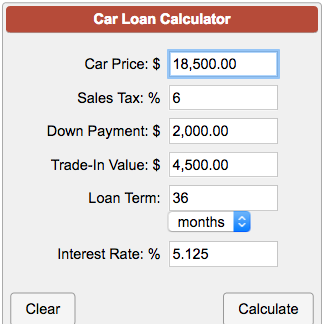 Car Loan Calculator
Car Price: $ 18,500.00
Sales Tax: % 6
Down Payment: $ 2,000.00
Trade-In Value: $ 4,500.00
Loan Term: 36
months
Interest Rate: % 5.125
Clear Calculate